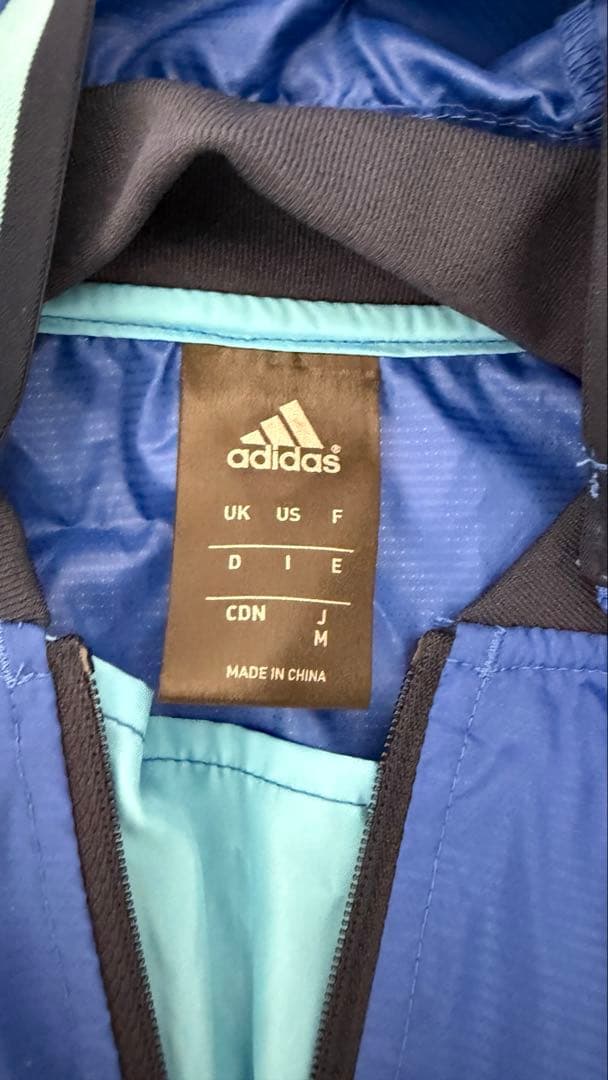 adidas®
UK US F
D I E
CDN J
M
MADE IN CHINA